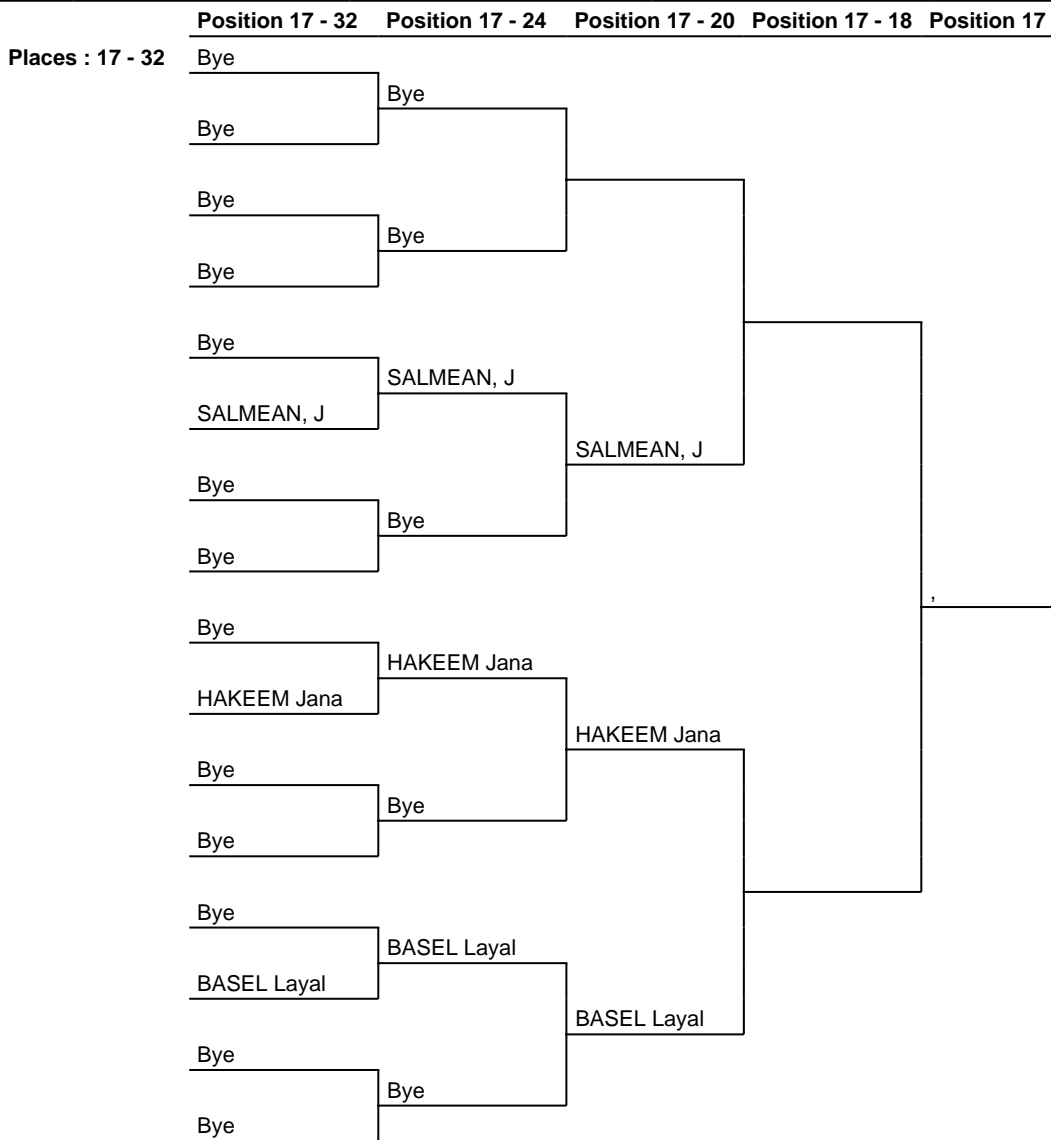 Position 17 - 32 Position 17 - 24 Position 17 - 20 Position 17 - 18 Position 17
Places : 17 - 32 Bye
Bye
Bye
Bye
Bye
Bye
Bye
SALMEAN, J
SALMEAN, J
SALMEAN, J
Bye
Bye
Bye
,
Bye
HAKEEM Jana
HAKEEM Jana
HAKEEM Jana
Bye
Bye
Bye
Bye
BASEL Layal
BASEL Layal
BASEL Layal
Bye
Bye
Bye